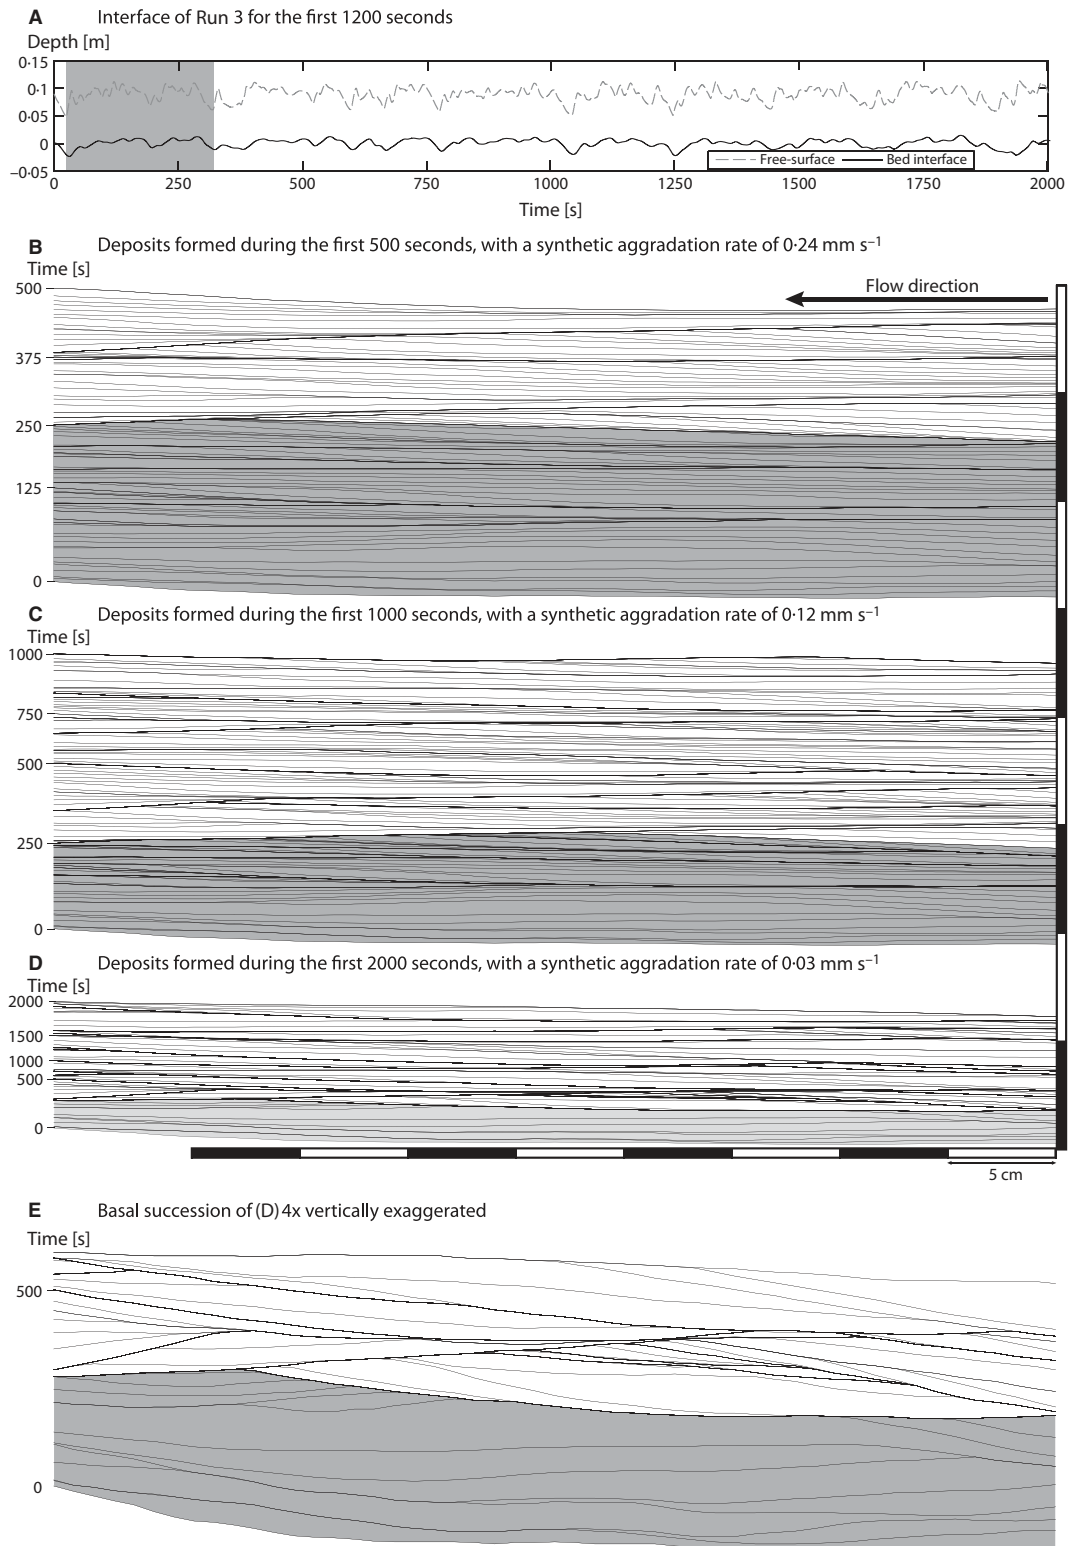 A Interface of Run 3 for the first 1200 seconds
Depth [m]
0·15
0·1
0·05
0
–0·05
Free-surface Bed interface
0 250 500 750 1000 1250 1500 1750 2000
Time [s]
B Deposits formed during the first 500 seconds, with a synthetic aggradation rate of 0·24 mm s–1
Time [s]
500
Flow direction
375
250
125
0
C Deposits formed during the first 1000 seconds, with a synthetic aggradation rate of 0·12 mm s–1
Time [s]
1000
750
500
250
0
D Deposits formed during the first 2000 seconds, with a synthetic aggradation rate of 0·03 mm s–1
Time [s]
2000
1500
1000
500
0
5 cm
E Basal succession of (D) 4x vertically exaggerated
Time [s]
500
0